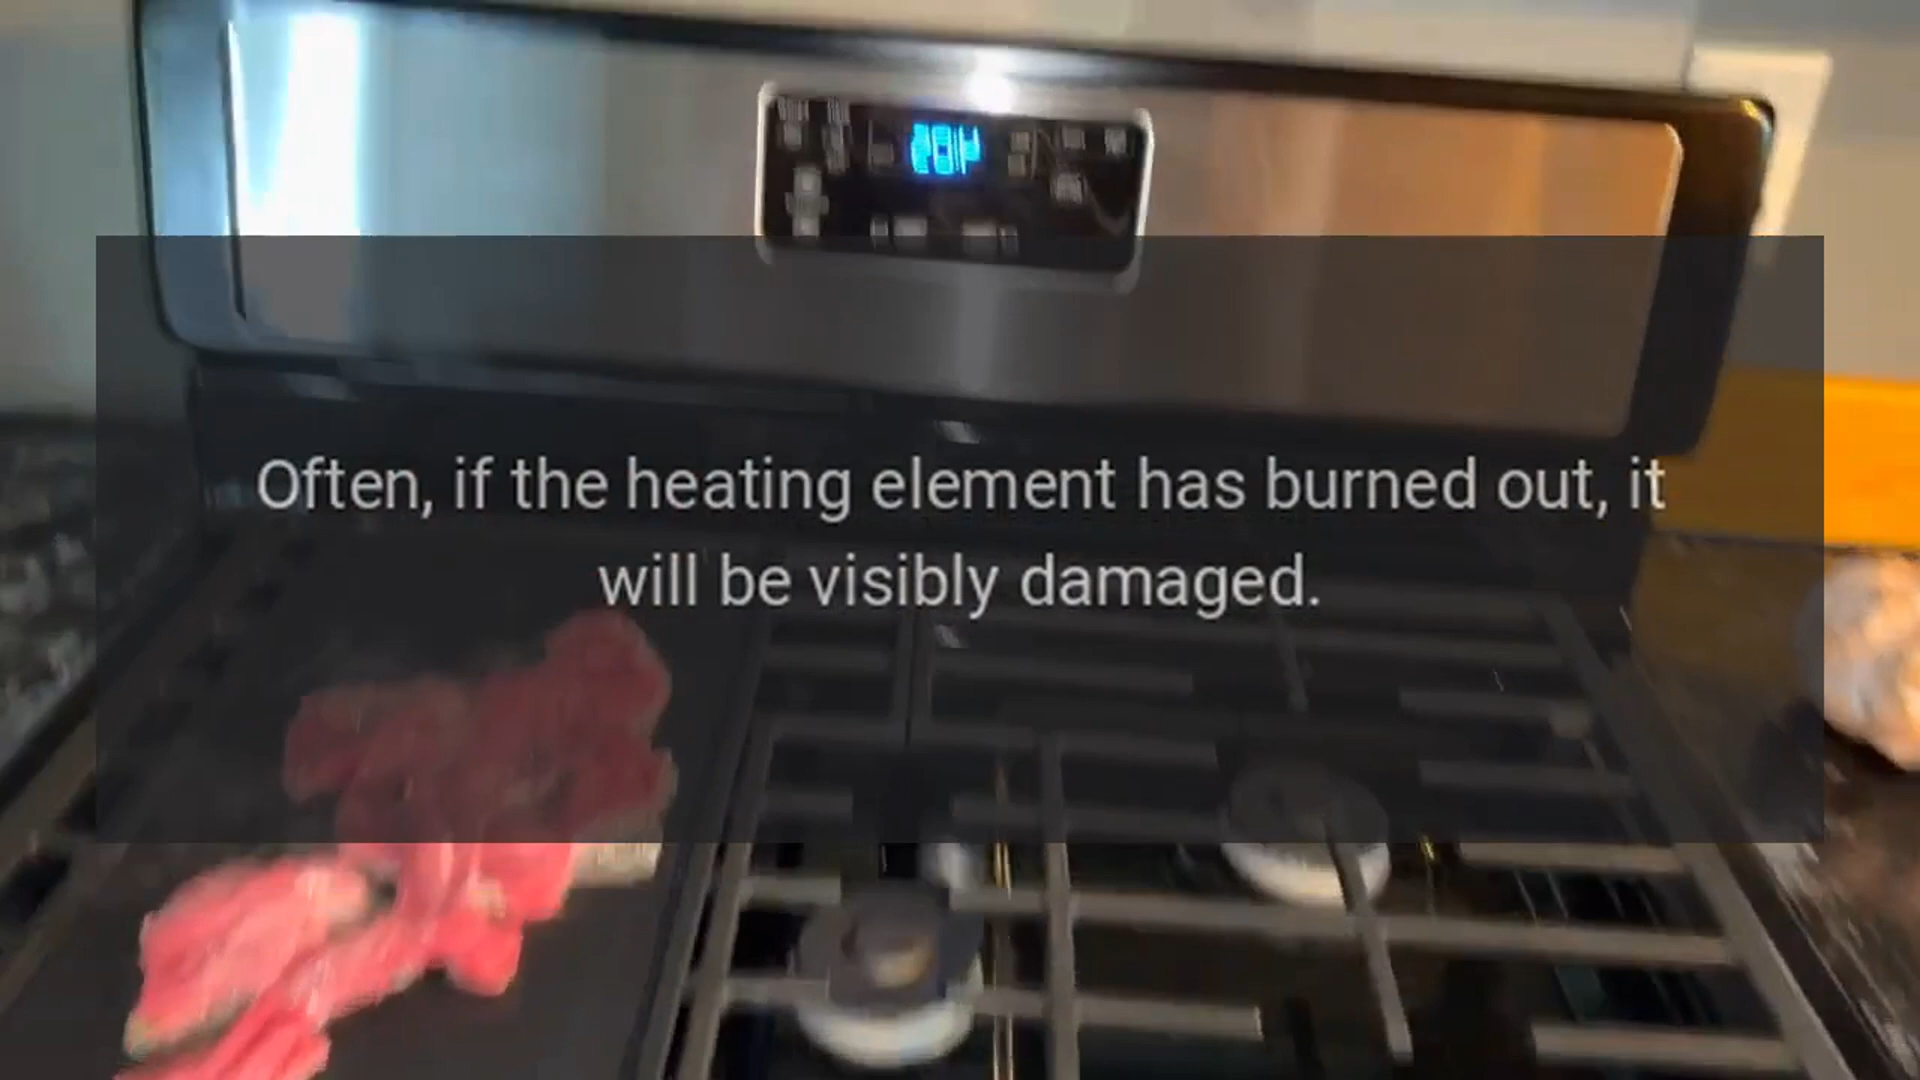 Often, if the heating element has burned out, it
will be visibly damaged.